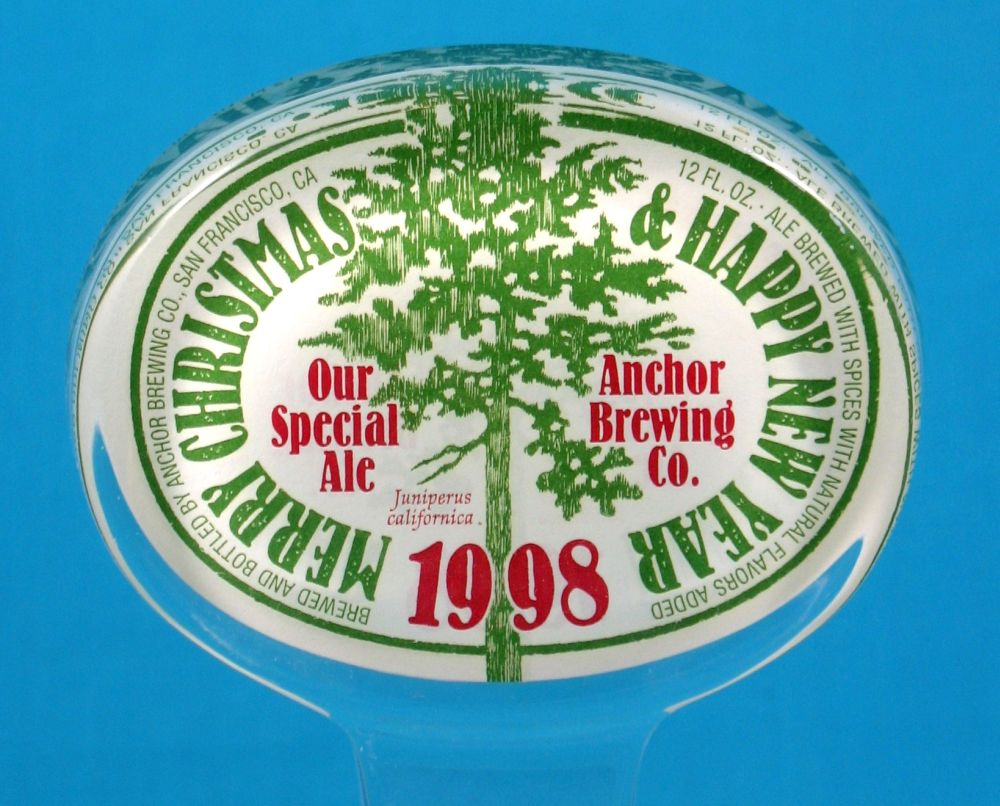 BREWED AND BOTTLED BY ANCHOR BREWING CO., SAN FRANCISCO, CA
12 FL. OZ. · ALE BREWED WITH SPICES WITH NATURAL FLAVORS ADDED
MERRY CHRISTMAS
& HAPPY NEW YEAR
Our
Special
Ale
Anchor
Brewing
Co.
Juniperus
californica
1998